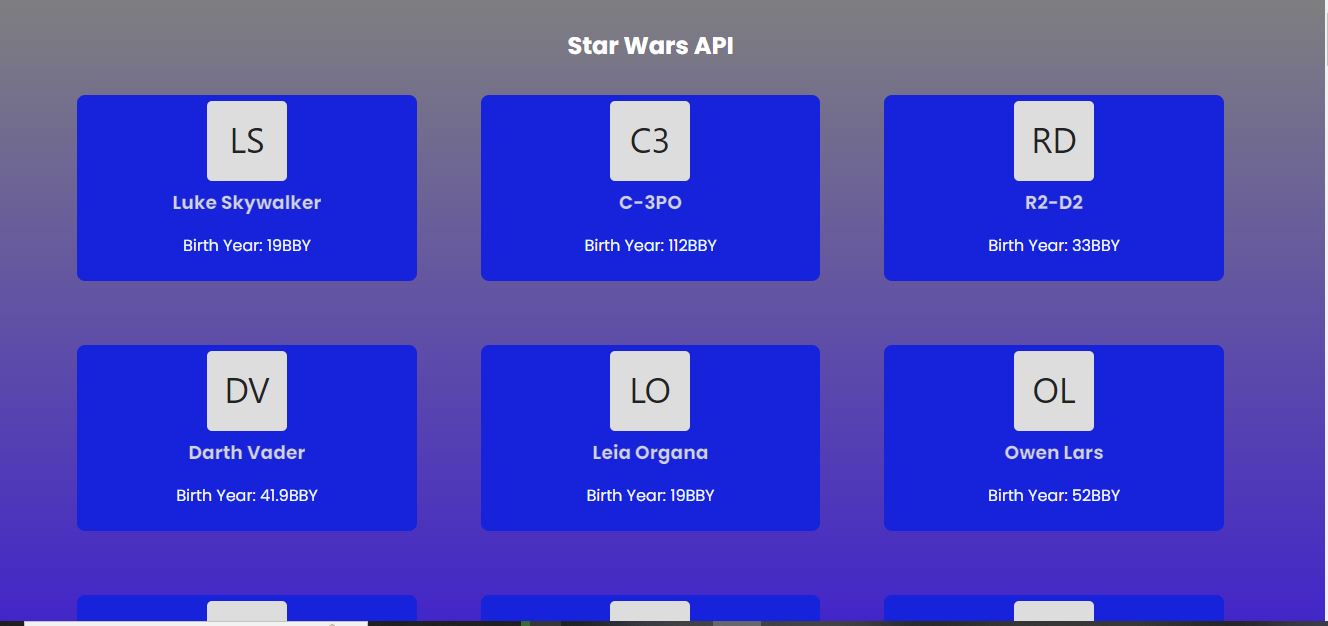 Star Wars API
LS
C3
RD
Luke Skywalker
C-3PO
R2-D2
Birth Year: 19BBY
Birth Year: 112BBY
Birth Year: 33BBY
DV
LO
OL
Darth Vader
Leia Organa
Owen Lars
Birth Year: 41.9BBY
Birth Year: 19BBY
Birth Year: 52BBY